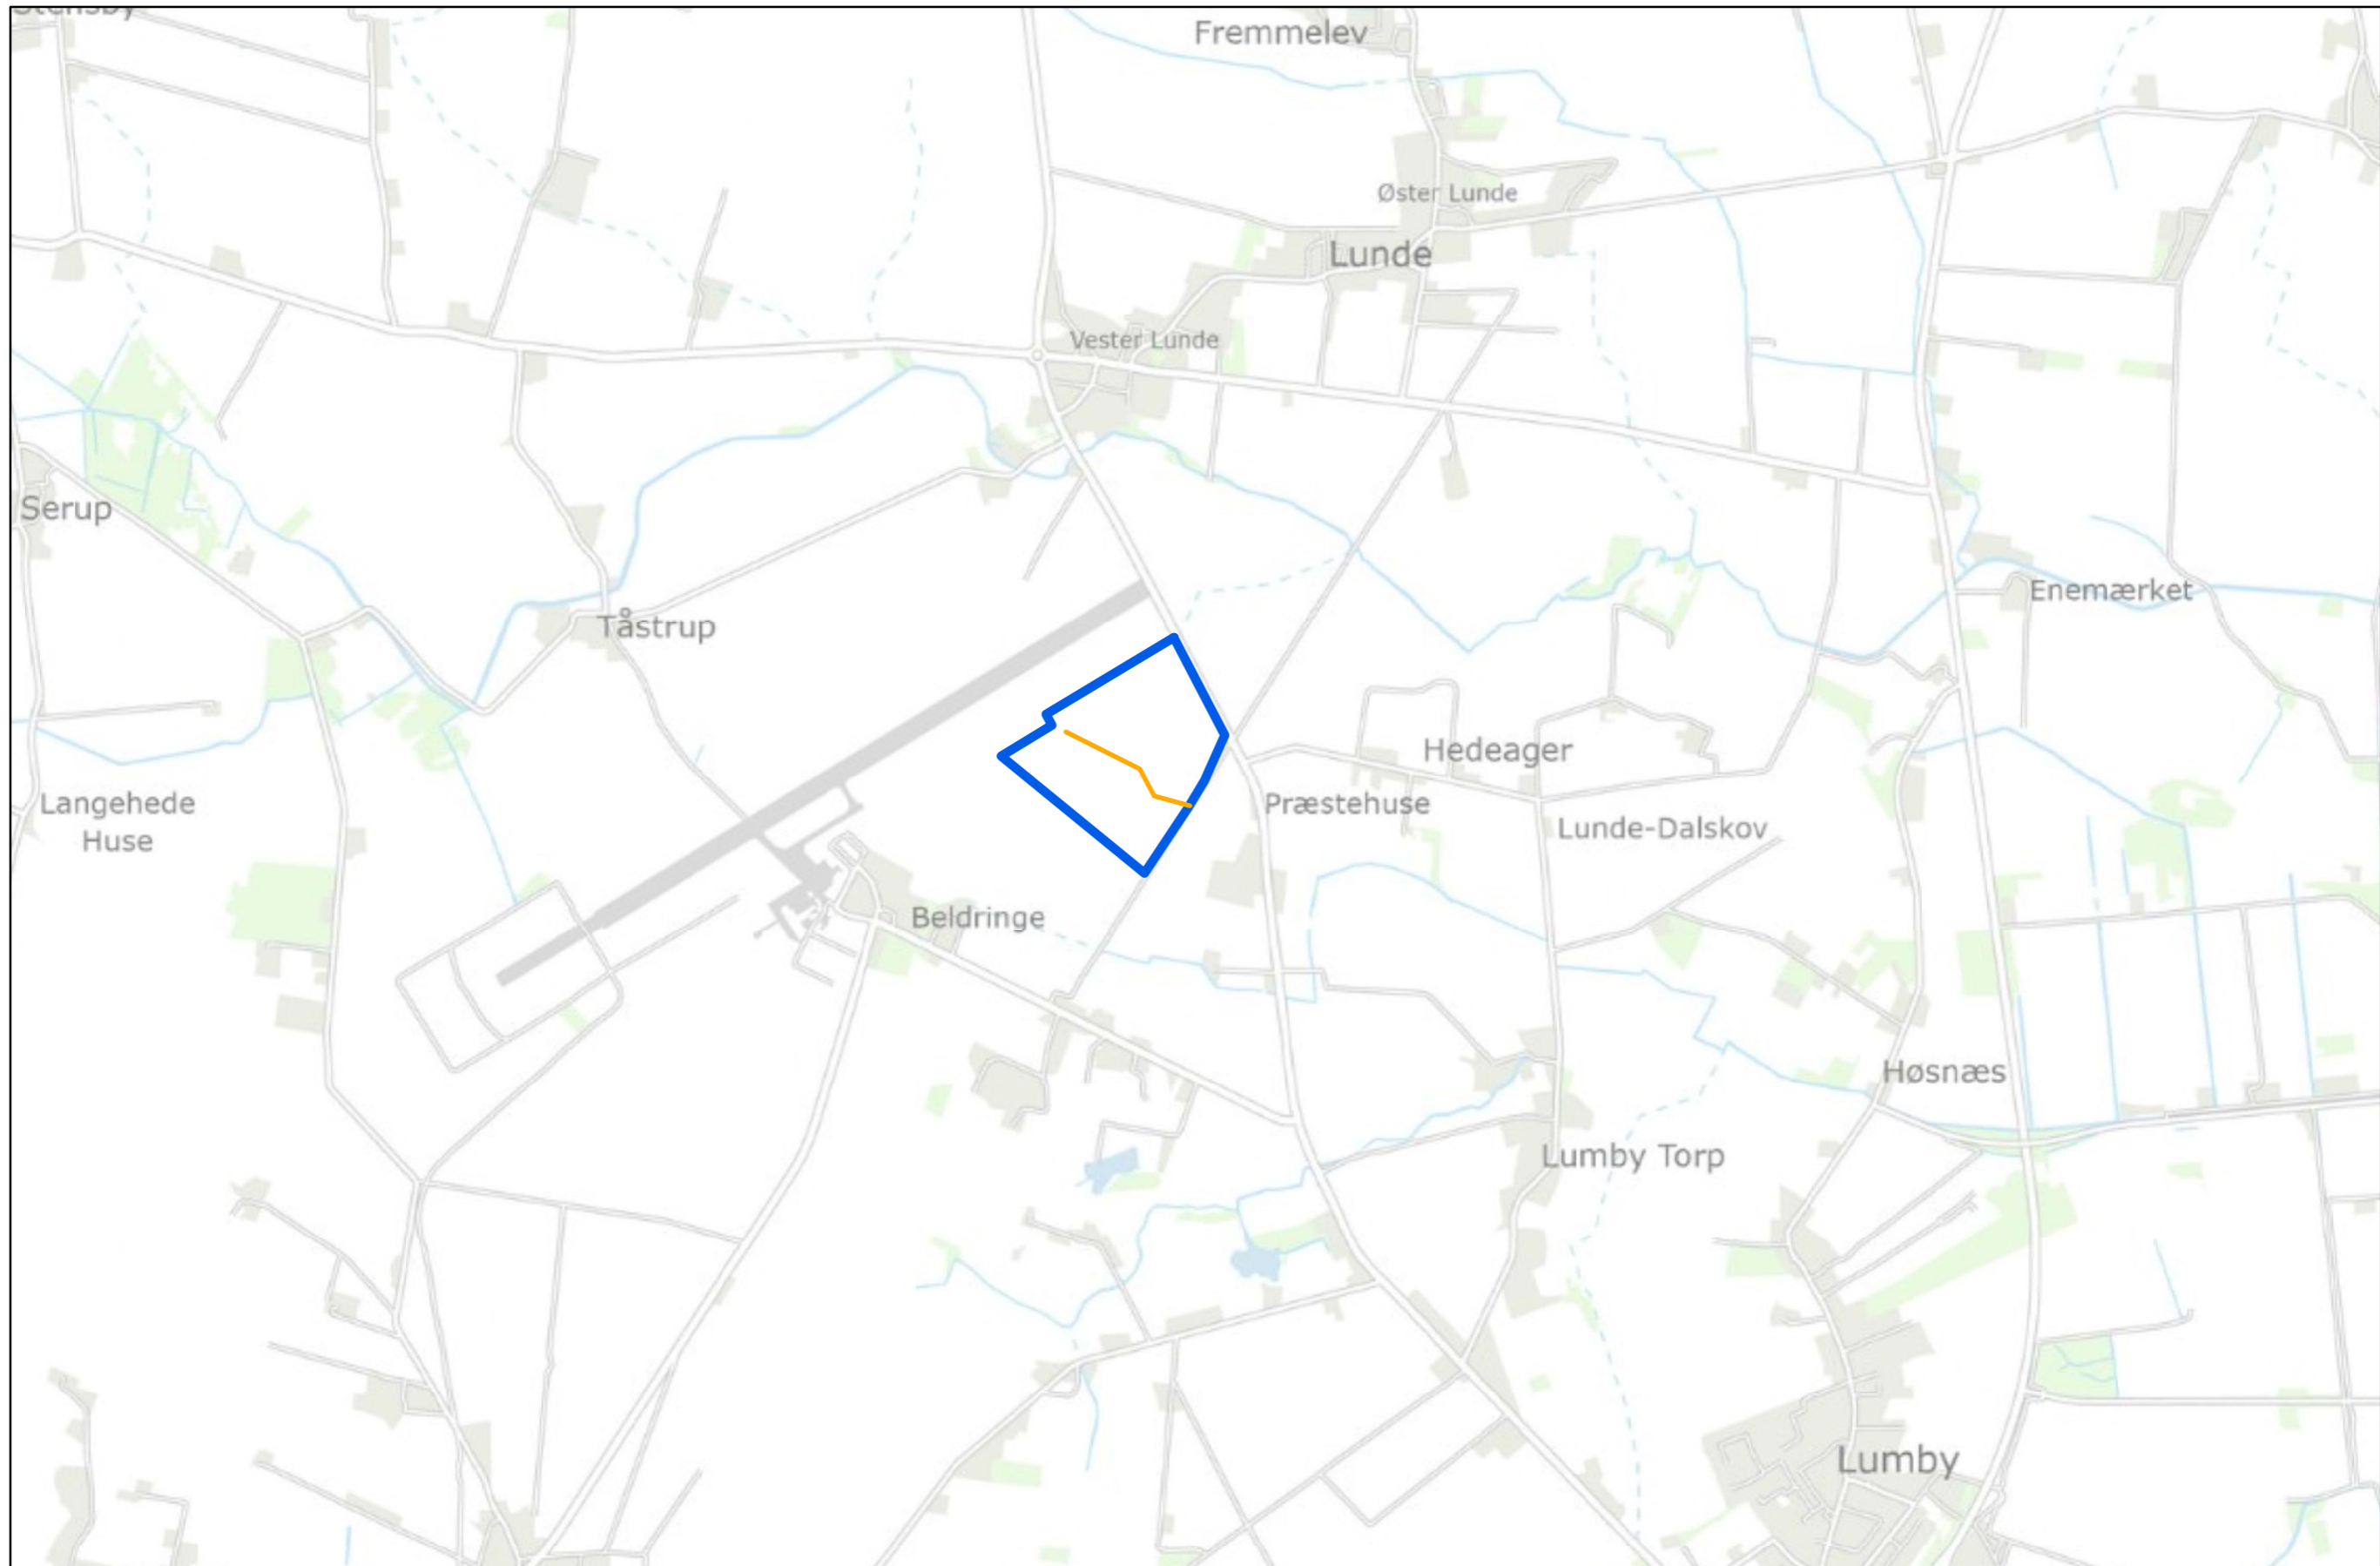 Fremmelev
Øster Lunde
Lunde
Vester Lunde
Serup
Enemærket
Tåstrup
Hedeager
Langehede
Huse
Præstehuse
Lunde-Dalskov
Beldringe
Høsnæs
Lumby Torp
Lumby